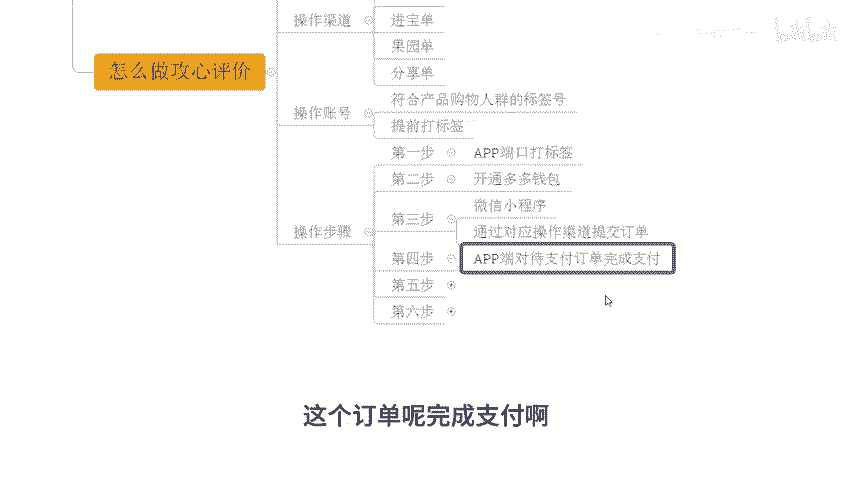 操作渠道
进宝单
果园单
分享单
怎么做攻心评价
操作账号
符合产品购物人群的标签号
提前打标签
操作步骤
第一步
APP端口打标签
第二步
开通多多钱包
第三步
微信小程序
通过对应操作渠道提交订单
第四步
APP端对待支付订单完成支付
第五步
第六步
这个订单呢完成支付啊